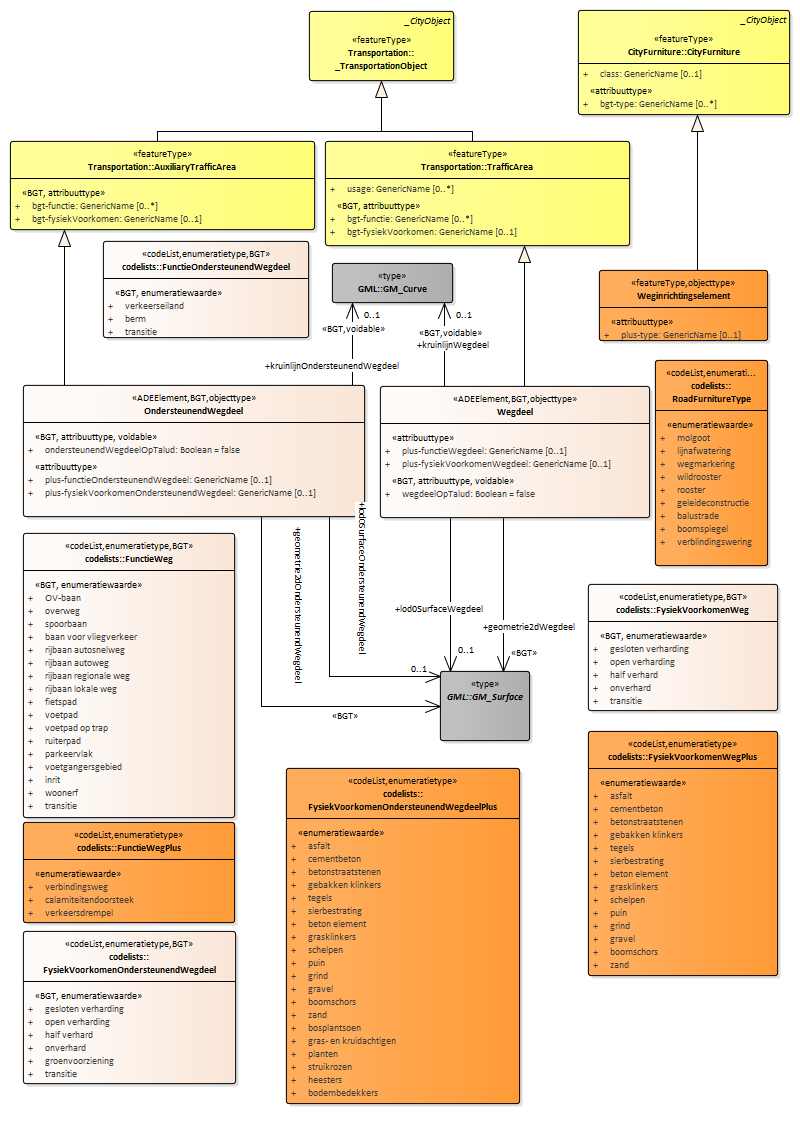 _CityObject
«featureType»
Transportation::
_TransportationObject
_CityObject
«featureType»
CityFurniture::CityFurniture
+ class: GenericName [0..1]
«attribuuttype»
+ bgt-type: GenericName [0..*]
«featureType»
Transportation::AuxiliaryTrafficArea
«BGT, attribuuttype»
+ bgt-functie: GenericName [0..*]
+ bgt-fysiekVoorkomen: GenericName [0..1]
«featureType»
Transportation::TrafficArea
+ usage: GenericName [0..*]
«BGT, attribuuttype»
+ bgt-functie: GenericName [0..*]
+ bgt-fysiekVoorkomen: GenericName [0..1]
«codeList,enumeratietype,BGT»
codelists::FunctieOndersteunendWegdeel
«BGT, enumeratiewaarde»
+ verkeerseiland
+ berm
+ transitie
«type»
GML::GM_Curve
0..1
«BGT,voidable»
+kruinlijnOndersteunendWegdeel
0..1
«BGT,voidable»
+kruinlijnWegdeel
«featureType,objecttype»
Weginrichtingselement
«attribuuttype»
+ plus-type: GenericName [0..1]
«ADEElement,BGT,objecttype»
OndersteunendWegdeel
«BGT, attribuuttype, voidable»
+ ondersteunendWegdeelOpTalud: Boolean = false
«attribuuttype»
+ plus-functieOndersteunendWegdeel: GenericName [0..1]
+ plus-fysiekVoorkomenOndersteunendWegdeel: GenericName [0..1]
«ADEElement,BGT,objecttype»
Wegdeel
«attribuuttype»
+ plus-functieWegdeel: GenericName [0..1]
+ plus-fysiekVoorkomenWegdeel: GenericName [0..1]
«BGT, attribuuttype, voidable»
+ wegdeelOpTalud: Boolean = false
«codeList,enumerati...
codelists::
RoadFurnitureType
«enumeratiewaarde»
+ molgoot
+ lijnafwatering
+ wegmarkering
+ wildrooster
+ rooster
+ geleideconstructie
+ balustrade
+ boomspiegel
+ verblindingswering
+geometrie2dOndersteunendWegdeel
+lod0SurfaceOndersteunendWegdeel
0..1
«BGT»
+lod0SurfaceWegdeel
0..1
+geometrie2dWegdeel
«BGT»
«type»
GML::GM_Surface
«codeList,enumeratietype,BGT»
codelists::FunctieWeg
«BGT, enumeratiewaarde»
+ OV-baan
+ overweg
+ spoorbaan
+ baan voor vliegverkeer
+ rijbaan autosnelweg
+ rijbaan autoweg
+ rijbaan regionale weg
+ rijbaan lokale weg
+ fietspad
+ voetpad
+ voetpad op trap
+ ruiterpad
+ parkeervlak
+ voetgangersgebied
+ inrit
+ woonerf
+ transitie
«codeList,enumeratietype,BGT»
codelists::FysiekVoorkomenWeg
«BGT, enumeratiewaarde»
+ gesloten verharding
+ open verharding
+ half verhard
+ onverhard
+ transitie
«codeList,enumeratietype»
codelists::FysiekVoorkomenWegPlus
«enumeratiewaarde»
+ asfalt
+ cementbeton
+ betonstraatstenen
+ gebakken klinkers
+ tegels
+ sierbestrating
+ beton element
+ grasklinkers
+ schelpen
+ puin
+ grind
+ gravel
+ boomschors
+ zand
«codeList,enumeratietype»
codelists::
FysiekVoorkomenOndersteunendWegdeelPlus
«enumeratiewaarde»
+ asfalt
+ cementbeton
+ betonstraatstenen
+ gebakken klinkers
+ tegels
+ sierbestrating
+ beton element
+ grasklinkers
+ schelpen
+ puin
+ grind
+ gravel
+ boomschors
+ zand
+ bosplantsoen
+ gras- en kruidachtigen
+ planten
+ struikrozen
+ heesters
+ bodembedekkers
«codeList,enumeratietype»
codelists::FunctieWegPlus
«enumeratiewaarde»
+ verbindingsweg
+ calamiteitendoorsteek
+ verkeersdrempel
«codeList,enumeratietype,BGT»
codelists::
FysiekVoorkomenOndersteunendWegdeel
«BGT, enumeratiewaarde»
+ gesloten verharding
+ open verharding
+ half verhard
+ onverhard
+ groenvoorziening
+ transitie